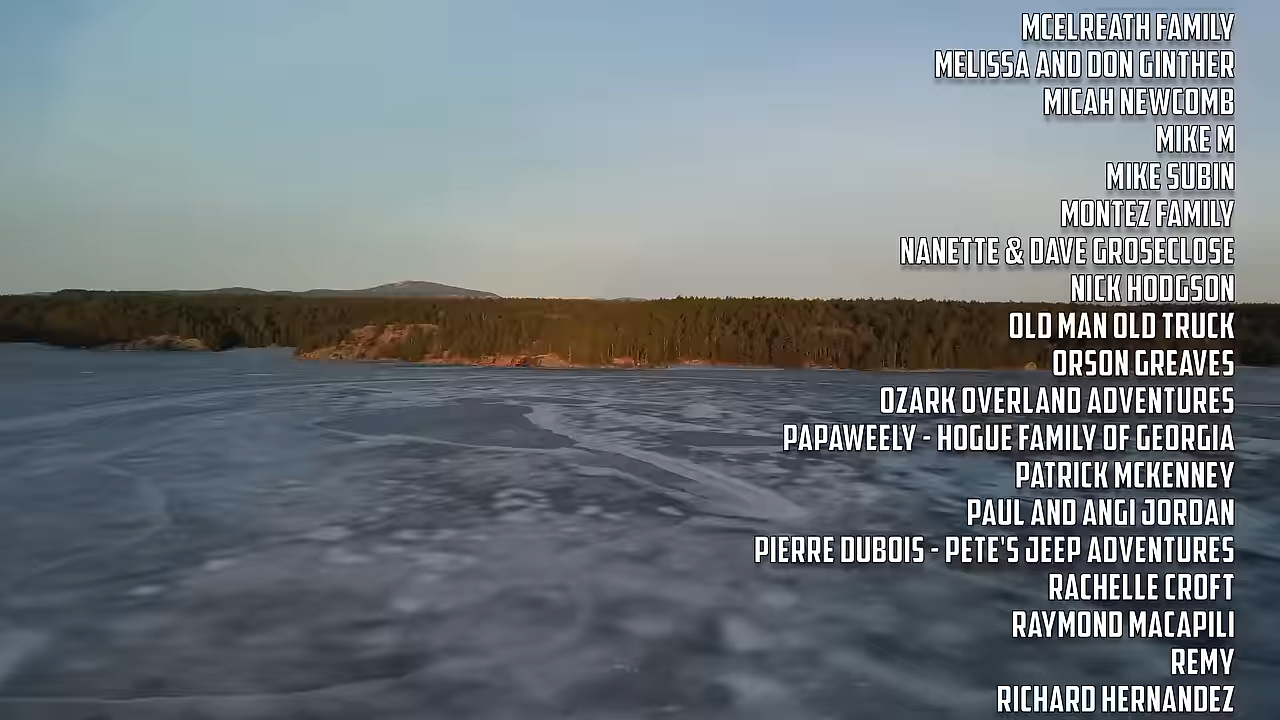 MCELREATH FAMILY
MELISSA AND DON GINTHER
MICAH NEWCOMB
MIKE M
MIKE SUBIN
MONTEZ FAMILY
NANETTE & DAVE GROSECLOSE
NICK HODGSON
OLD MAN OLD TRUCK
ORSON GREAVES
OZARK OVERLAND ADVENTURES
PAPAWEELY - HOGUE FAMILY OF GEORGIA
PATRICK MCKENNEY
PAUL AND ANGI JORDAN
PIERRE DUBOIS - PETE'S JEEP ADVENTURES
RACHELLE CROFT
RAYMOND MACAPILI
REMY
RICHARD HERNANDEZ